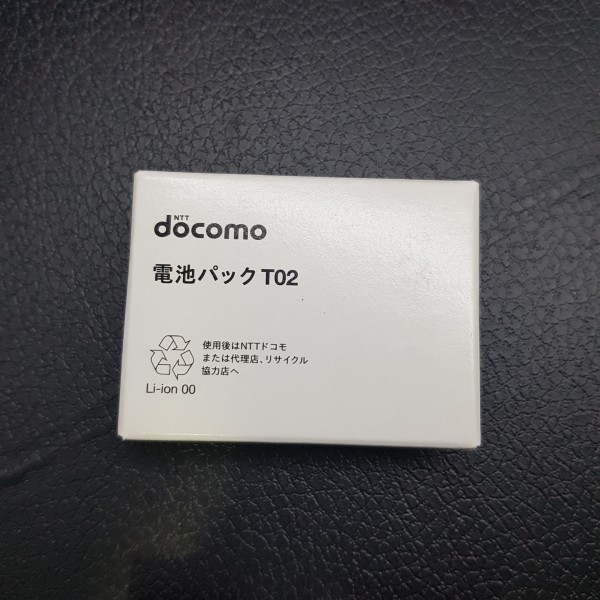 NTT
docomo
電池パック T02
使用後はNTTドコモ
または代理店、リサイクル
協力店へ
Li-ion 00